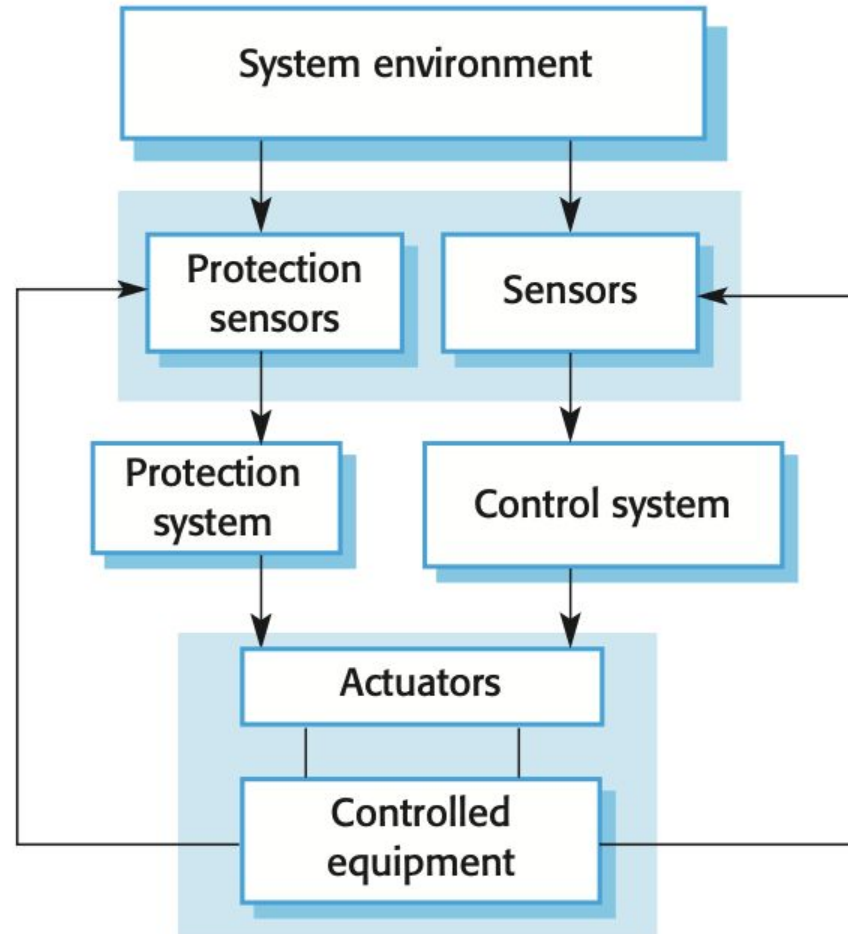 System environment
Protection
sensors
Sensors
Protection
system
Control system
Actuators
Controlled
equipment